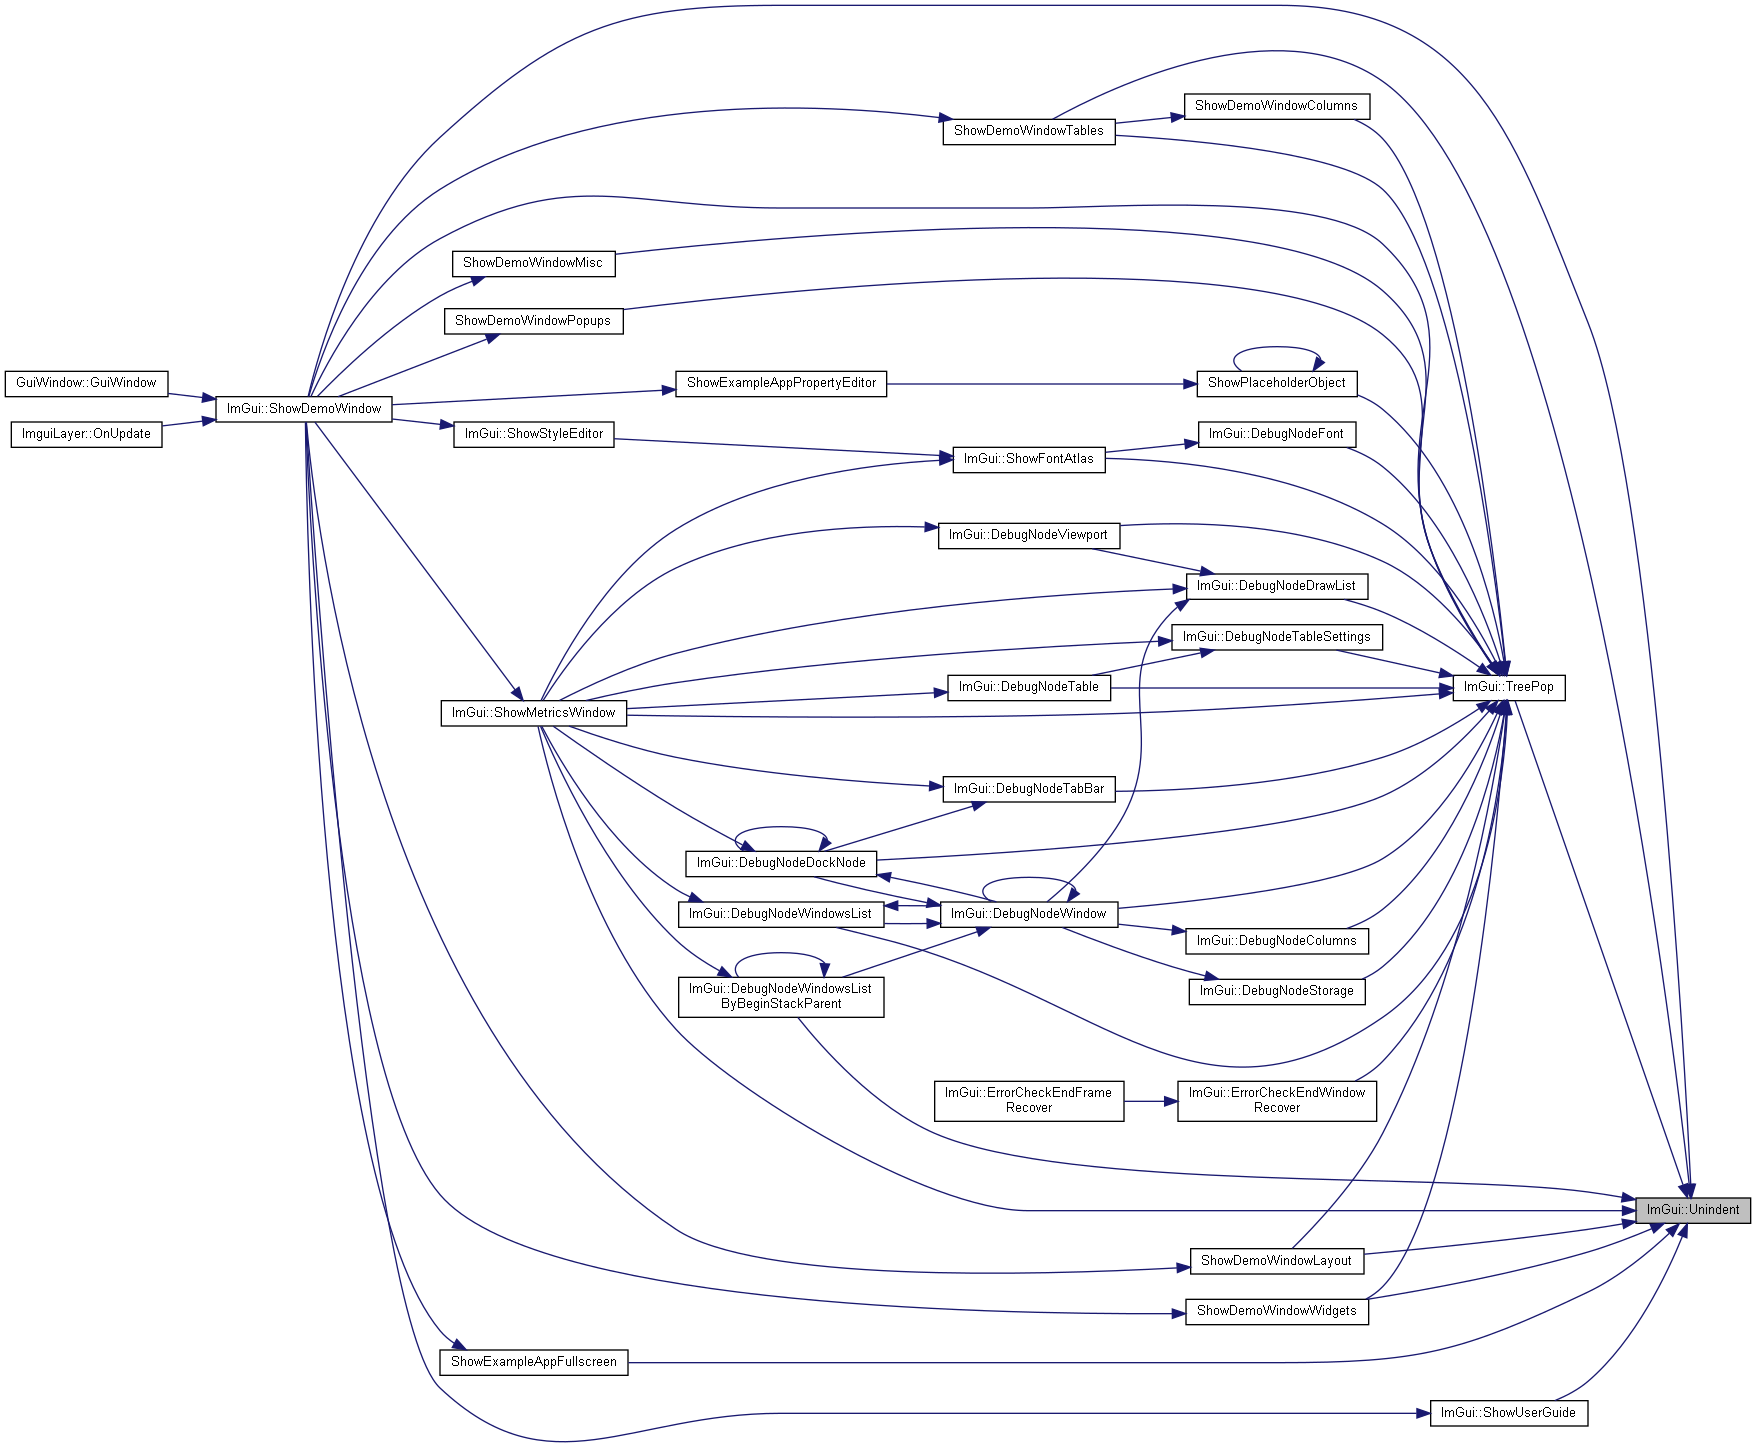 ShowDemoWindowColumns
ShowDemoWindowTables
ShowDemoWindowMisc
ShowDemoWindowPopups
GuiWindow::GuiWindow
ShowExampleAppPropertyEditor
ShowPlaceholderObject
ImGui::ShowDemoWindow
ImguiLayer::OnUpdate
ImGui::ShowStyleEditor
ImGui::DebugNodeFont
ImGui::ShowFontAtlas
ImGui::DebugNodeViewport
ImGui::DebugNodeDrawList
ImGui::DebugNodeTableSettings
ImGui::DebugNodeTable
ImGui::TreePop
ImGui::ShowMetricsWindow
ImGui::DebugNodeTabBar
ImGui::DebugNodeDockNode
ImGui::DebugNodeWindowsList
ImGui::DebugNodeWindow
ImGui::DebugNodeColumns
ImGui::DebugNodeWindowsList
ByBeginStackParent
ImGui::DebugNodeStorage
ImGui::ErrorCheckEndFrame
Recover
ImGui::ErrorCheckEndWindow
Recover
ImGui::Unindent
ShowDemoWindowLayout
ShowDemoWindowWidgets
ShowExampleAppFullscreen
ImGui::ShowUserGuide